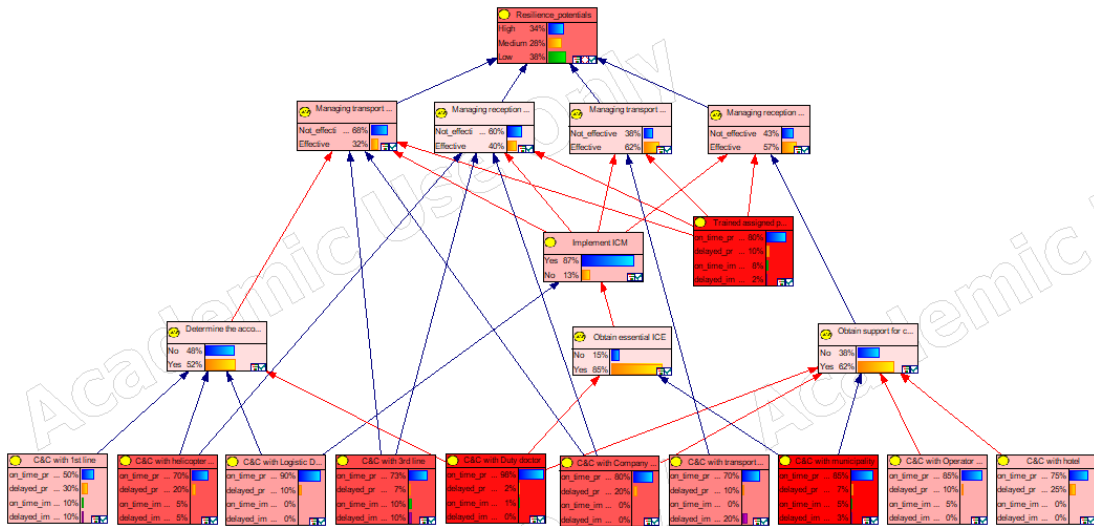 Resilience_potentials
High 34%
Medium 28%
Low 38%
Managing transport ...
Not_effecti ... 68%
Effective 32%
Managing reception ...
Not_effecti ... 60%
Effective 40%
Managing transport ...
Not_effective 38%
Effective 62%
Managing reception ...
Not_effective 43%
Effective 57%
Trained assigned p...
on_time_pr ... 80%
delayed_pr ... 10%
on_time_im ... 8%
delayed_im ... 2%
Implement ICM
Yes 87%
No 13%
Determine the acco...
No 48%
Yes 52%
Obtain essential ICE
No 15%
Yes 85%
Obtain support for c...
No 38%
Yes 62%
C&C with 1st line
on_time_pr ... 50%
delayed_pr ... 30%
on_time_im ... 10%
delayed_im ... 10%
C&C with helicopter ...
on_time_pr ... 70%
delayed_pr ... 20%
on_time_im ... 5%
delayed_im ... 5%
C&C with Logistic D...
on_time_pr ... 90%
delayed_pr ... 10%
on_time_im ... 0%
delayed_im ... 0%
C&C with 3rd line
on_time_pr ... 73%
delayed_pr ... 7%
on_time_im ... 10%
delayed_im ... 10%
C&C with Duty doctor
on_time_pr ...
delayed_pr ... 2%
on_time_im ... 1%
delayed_im ... 0%
C&C with Company ...
on_time_pr ... 80%
delayed_pr ... 20%
on_time_im ... 0%
delayed_im ... 0%
C&C with transport...
on_time_pr ... 70%
delayed_pr ... 10%
on_time_im ... 0%
delayed_im ... 20%
C&C with municipality
on_time_pr ... 85%
delayed_pr ... 7%
on_time_im ... 5%
delayed_im ... 3%
C&C with Operator ...
on_time_pr ... 85%
delayed_pr ... 10%
on_time_im ... 5%
delayed_im ... 0%
C&C with hotel
on_time_pr ... 75%
delayed_pr ... 25%
on_time_im ... 0%
delayed_im ... 0%
Academic Use Only
Academic